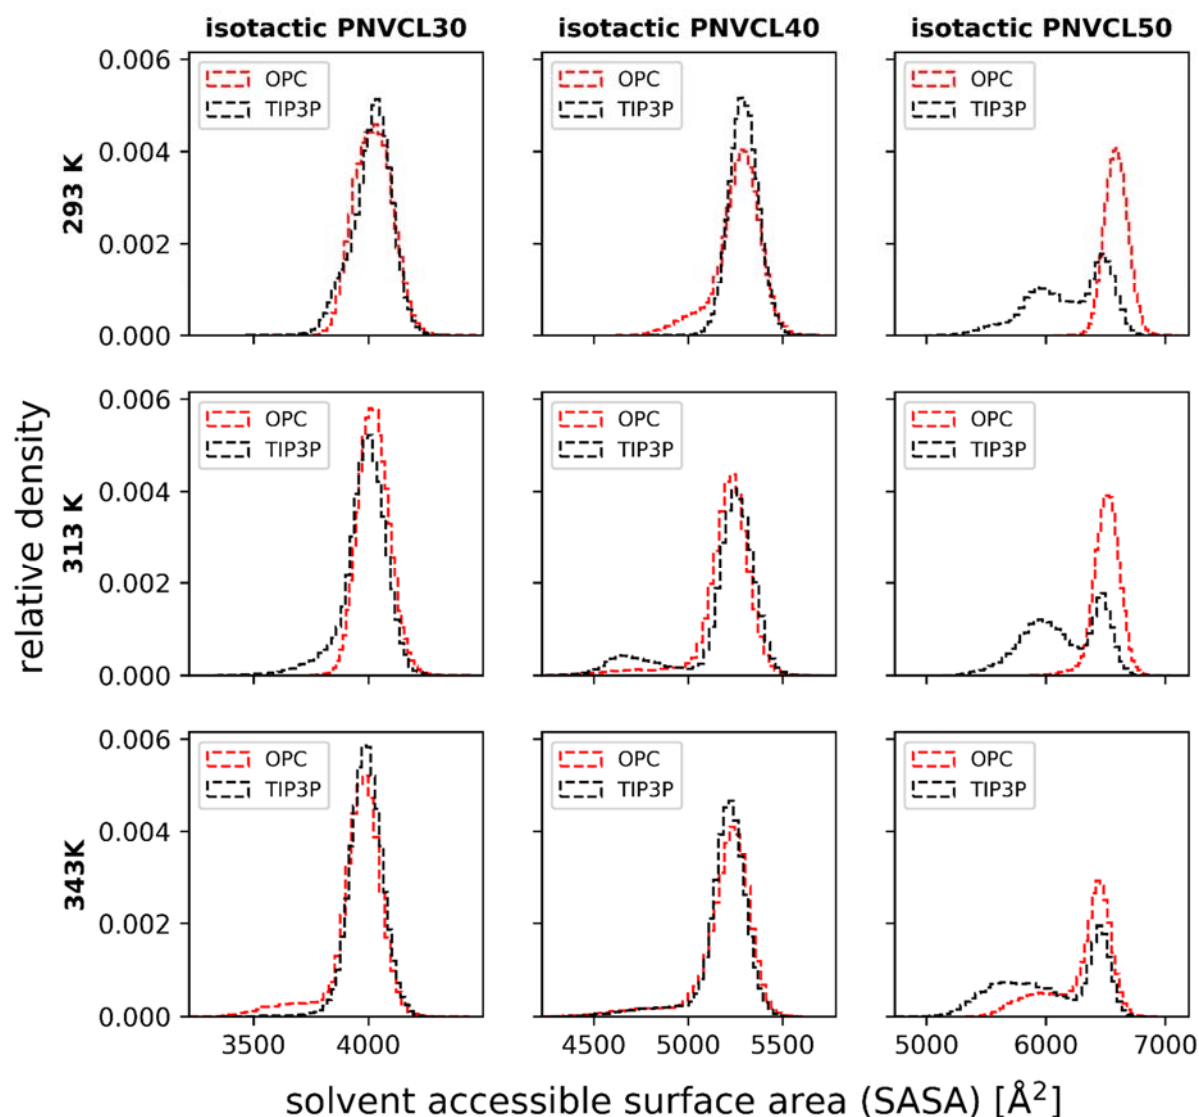 isotactic PNVCL30 isotactic PNVCL40 isotactic PNVCL50
0.006
OPC
TIP3P
OPC
TIP3P
OPC
TIP3P
0.004
293 K
0.002
0.000
0.006
OPC
TIP3P
OPC
TIP3P
OPC
TIP3P
relative density
0.004
313 K
0.002
0.000
0.006
OPC
TIP3P
OPC
TIP3P
OPC
TIP3P
0.004
343K
0.002
0.000
3500 4000 4500 5000 5500 5000 6000 7000
solvent accessible surface area (SASA) [Å²]